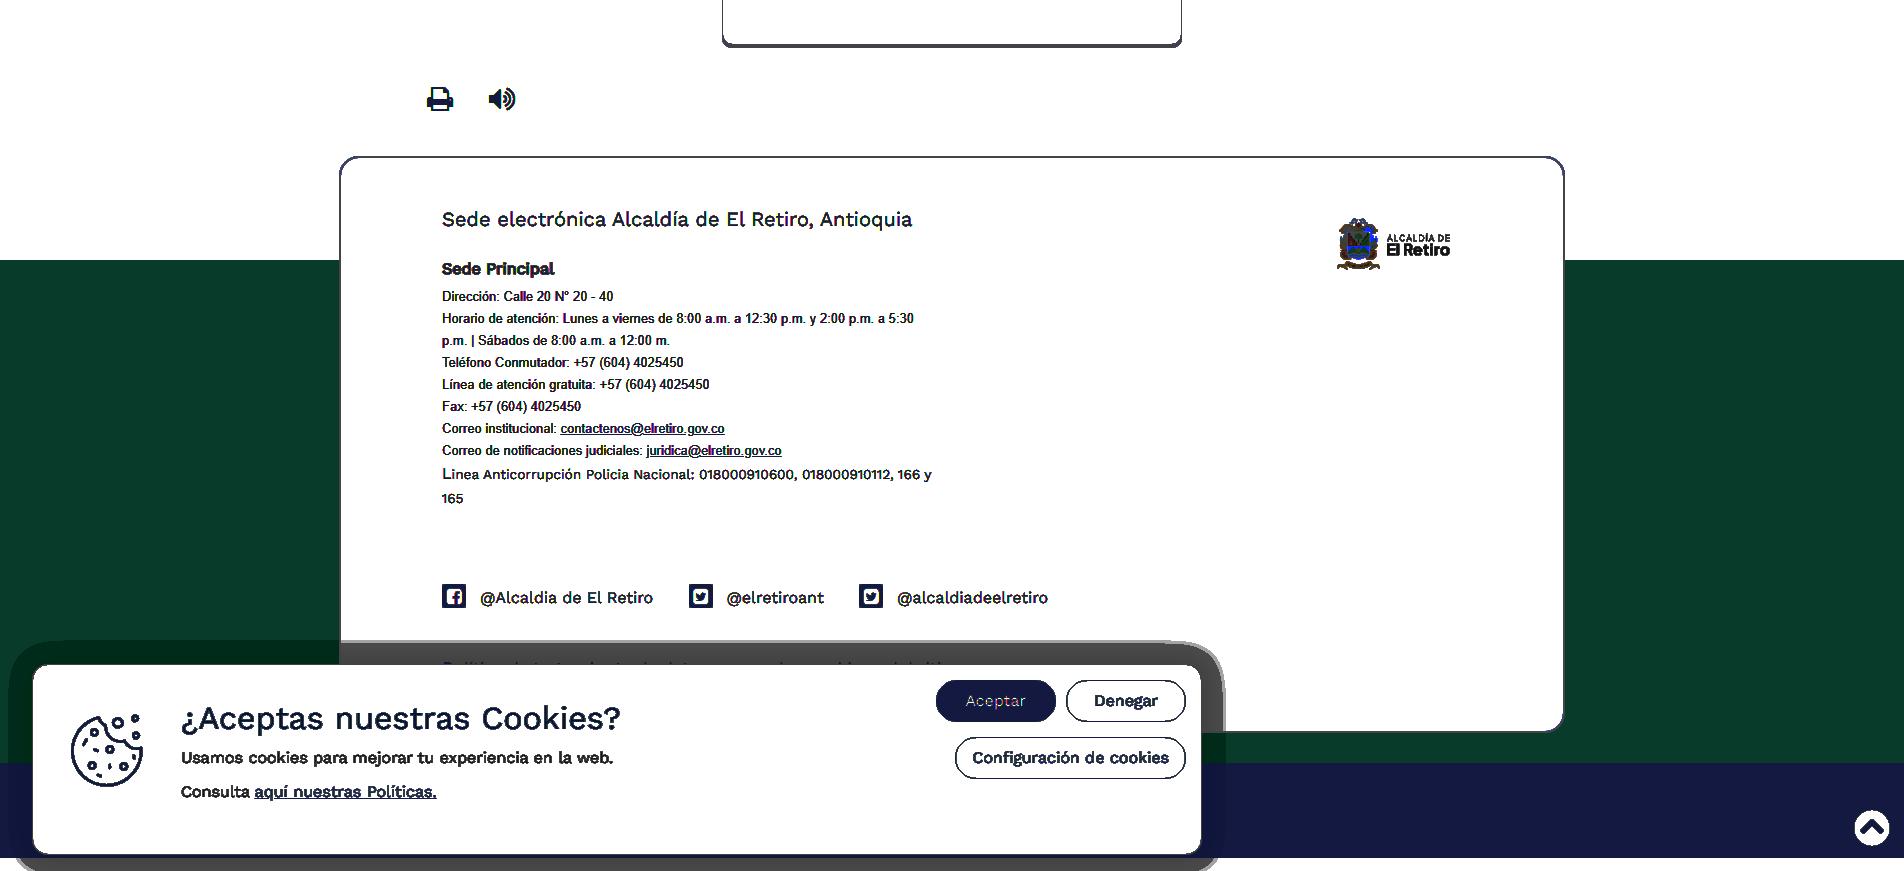 Sede electrónica Alcaldía de El Retiro, Antioquia
ALCALDÍA DE
El Retiro
Sede Principal
Dirección: Calle 20 N° 20 - 40
Horario de atención: Lunes a viernes de 8:00 a.m. a 12:30 p.m. y 2:00 p.m. a 5:30
p.m. | Sábados de 8:00 a.m. a 12:00 m.
Teléfono Conmutador: +57 (604) 4025450
Línea de atención gratuita: +57 (604) 4025450
Fax: +57 (604) 4025450
Correo institucional: contactenos@elretiro.gov.co
Correo de notificaciones judiciales: juridica@elretiro.gov.co
Linea Anticorrupción Policia Nacional: 018000910600, 018000910112, 166 y
165
@Alcaldia de El Retiro @elretiroant @alcaldiadeelretiro
¿Aceptas nuestras Cookies?
Usamos cookies para mejorar tu experiencia en la web.
Consulta aquí nuestras Políticas.
Aceptar Denegar
Configuración de cookies